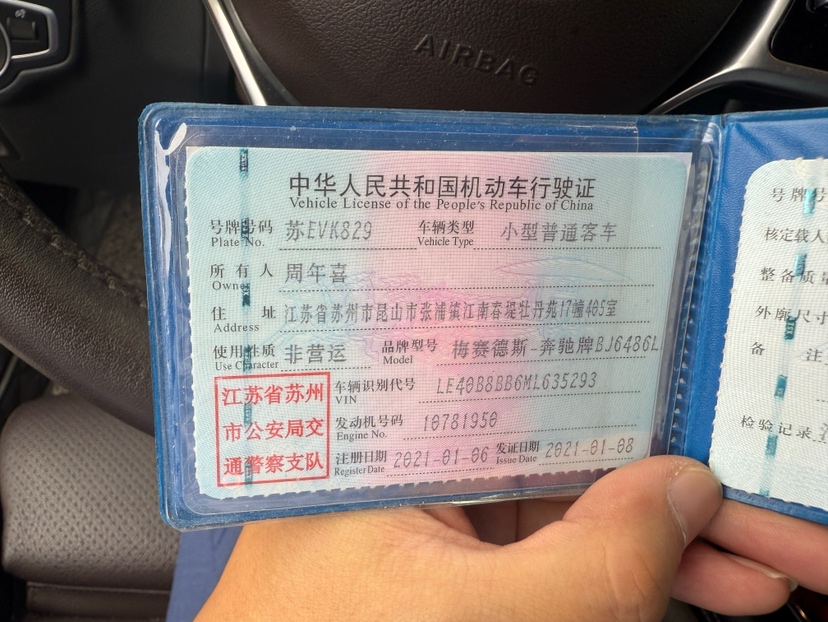 AIRBAG
中华人民共和国机动车行驶证
Vehicle License of the People's Republic of China
号牌号码 苏EVK829 车辆类型 小型普通客车
Plate No. Vehicle Type
所有人 周年喜
Owner
住址 江苏省苏州市昆山市张浦镇江南春堤牡丹苑17幢405室
Address
使用性质 非营运 品牌型号 梅赛德斯-奔驰牌BJ6486L
Use Character Model
江苏省苏州
市公安局交
通警察支队
车辆识别代号 LE40B8BB6ML635293
VIN
发动机号码 10781950
Engine No.
注册日期 2021-01-06 发证日期 2021-01-08
Register Date Issue Date
号牌号
核定载人
整备质量
外廓尺寸
备注
检验记录